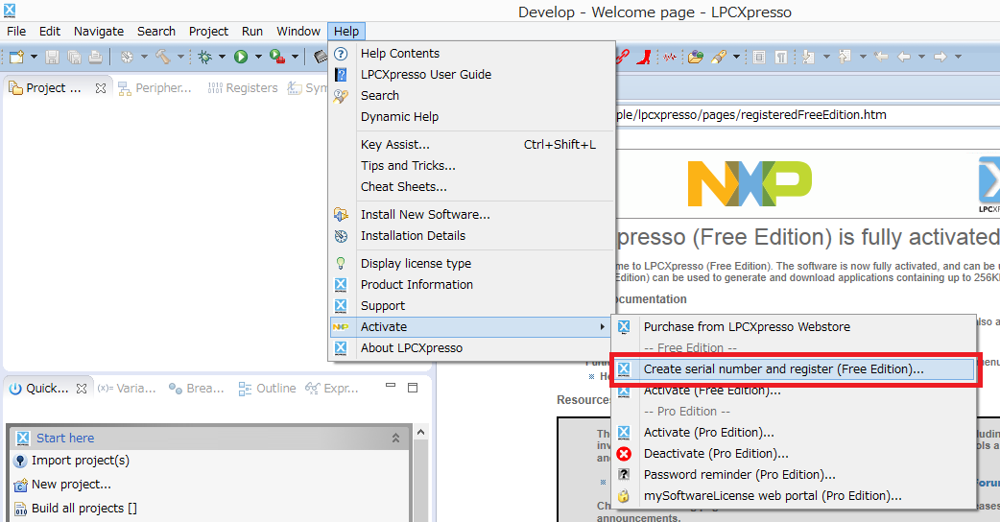 Develop - Welcome page - LPCXpresso
File Edit Navigate Search Project Run Window Help
Project ... Peripher... Registers Sym
Help Contents
LPCXpresso User Guide
Search
Dynamic Help
Key Assist... Ctrl+Shift+L
Tips and Tricks...
Cheat Sheets...
Install New Software...
Installation Details
Display license type
Product Information
Support
Activate
About LPCXpresso
ple/lpcxpresso/pages/registeredFreeEdition.htm
NXP
LPCXP
presso (Free Edition) is fully activated
me to LPCXpresso (Free Edition). The software is now fully activated, and can be
Edition) can be used to generate and download applications containing up to 256K
ocumentation
Purchase from LPCXpresso Webstore
-- Free Edition --
Create serial number and register (Free Edition)...
Activate (Free Edition)...
-- Pro Edition --
Activate (Pro Edition)...
Deactivate (Pro Edition)...
Password reminder (Pro Edition)...
mySoftwareLicense web portal (Pro Edition)...
Resources
announcements.
Quick... Varia... Brea... Outline Expr...
Start here
Import project(s)
New project...
Build all projects []